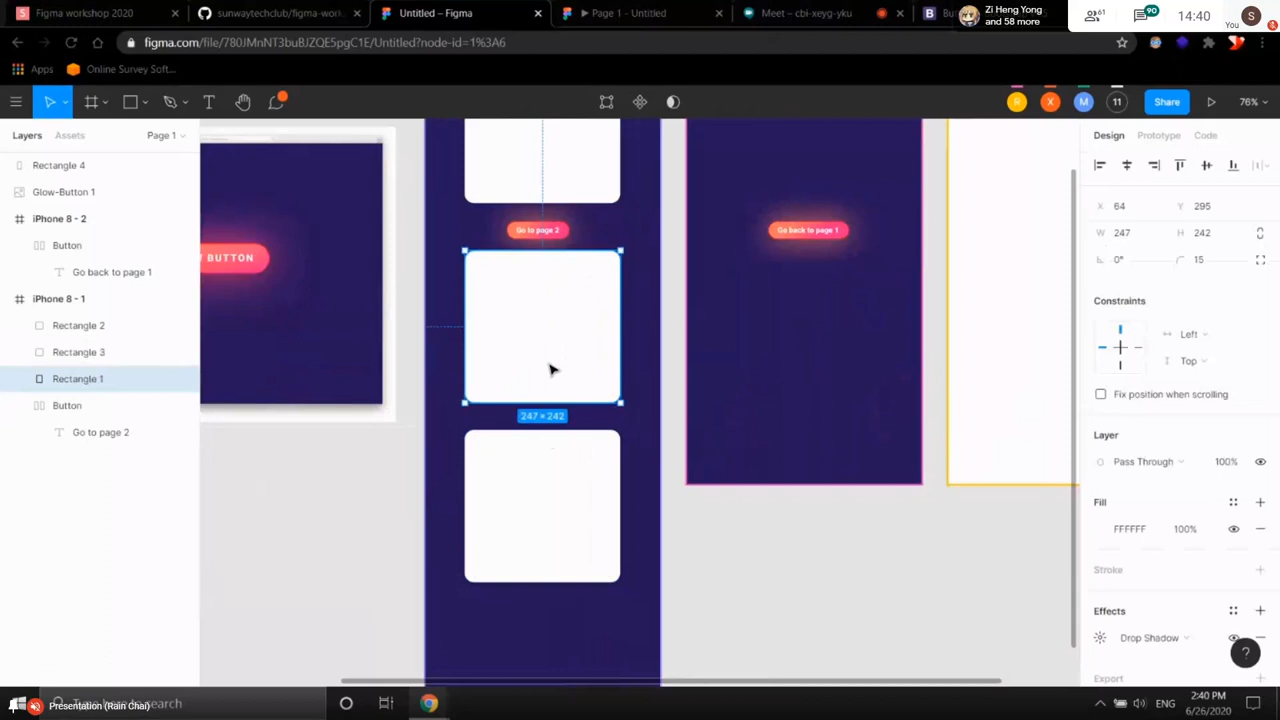 Figma workshop 2020
sunwaytechclub/figma-work
Untitled – Figma
Page 1 - Untitled
Meet – cbi-xeyg-yku
Zi Heng Yong
and 58 more
61
90
14:40
You
S
figma.com/file/780JMnNT3buBJZQE5pgC1E/Untitled?node-id=1%3A6
Apps
Online Survey Soft...
R
X
M
11
Share
76%
Layers
Assets
Page 1
Rectangle 4
Glow-Button 1
iPhone 8 - 2
Button
Go back to page 1
iPhone 8 - 1
Rectangle 2
Rectangle 3
Rectangle 1
Button
Go to page 2
BUTTON
Go to page 2
247 × 242
Go back to page 1
Design
Prototype
Code
X 64
Y 295
W 247
H 242
0°
15
Constraints
Left
Top
Fix position when scrolling
Layer
Pass Through
100%
Fill
FFFFFF
100%
Stroke
Effects
Drop Shadow
?
Export
ENG
2:40 PM
6/26/2020